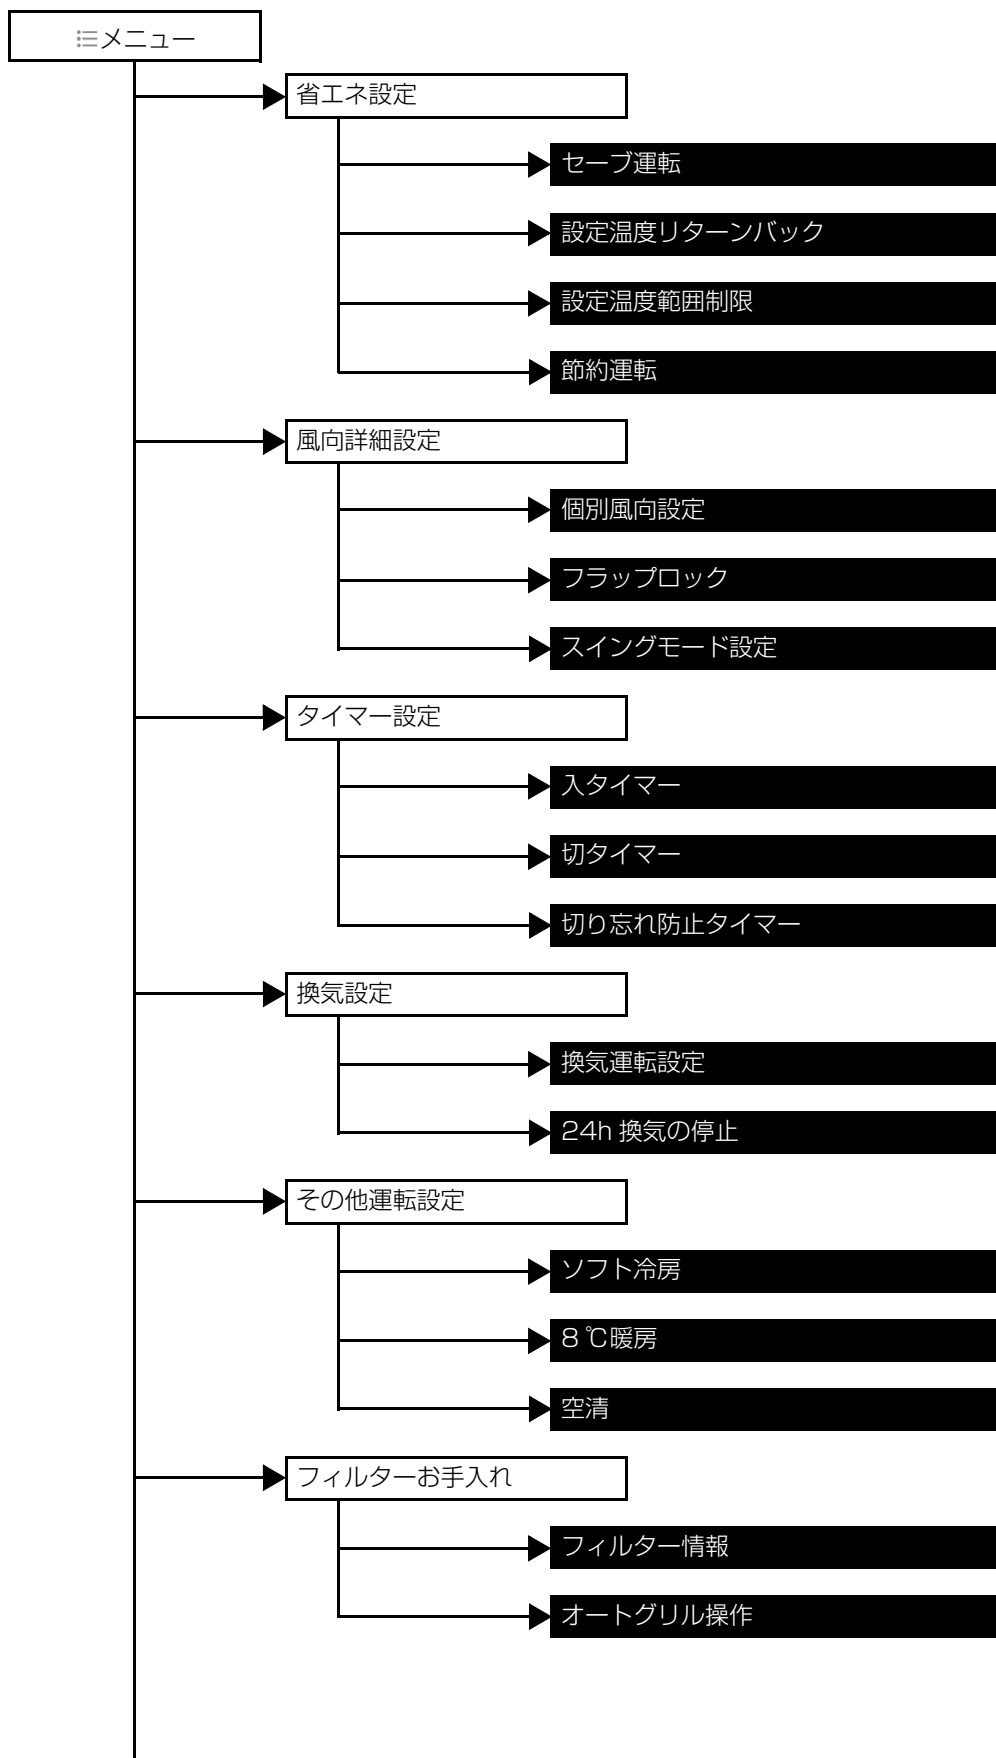 メニュー
省エネ設定
セーブ運転
設定温度リターンバック
設定温度範囲制限
節約運転
風向詳細設定
個別風向設定
フラップロック
スイングモード設定
タイマー設定
入タイマー
切タイマー
切り忘れ防止タイマー
換気設定
換気運転設定
24h 換気の停止
その他運転設定
ソフト冷房
8 ℃暖房
空清
フィルターお手入れ
フィルター情報
オートグリル操作